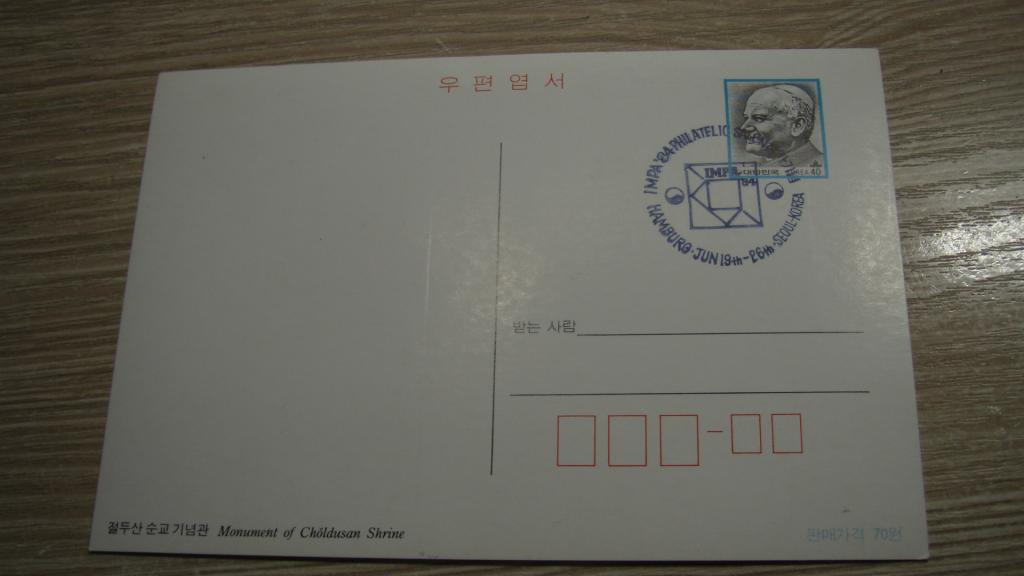 우편엽서
IMPA '84 PHILATELIC
HAMBURG · JUN 19th - 26th · SEOUL · KOREA
IMPA
84
대한민국
40
받는 사람
절두산 순교 기념관 Monument of Chŏldusan Shrine
판매가격 70원